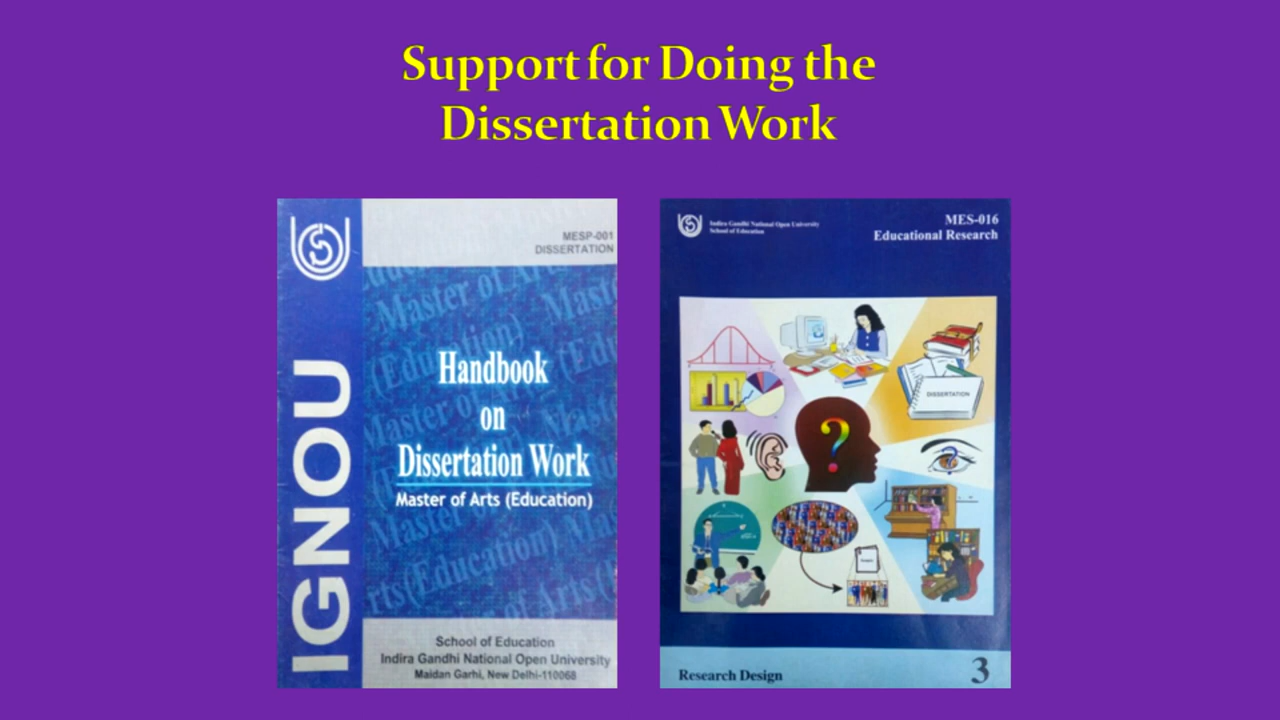 Support for Doing the
Dissertation Work
IGNOU
MESP-001
DISSERTATION
Handbook
on
Dissertation Work
Master of Arts (Education)
School of Education
Indira Gandhi National Open University
Maidan Garhi, New Delhi-110068
Indira Gandhi National Open University
School of Education
MES-016
Educational Research
DISSERTATION
Research Design
3